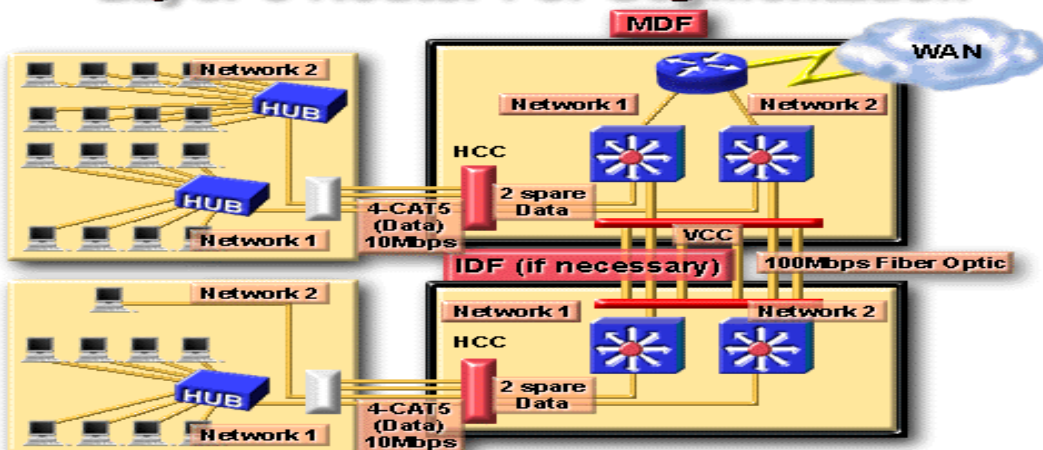 MDF
WAN
Network 2
HUB
Network 1
Network 2
HCC
HUB
2 spare
Data
4-CAT5
(Data)
10Mbps
Network 1
VCC
IDF (if necessary)
100Mbps Fiber Optic
Network 2
Network 1
Network 2
HCC
HUB
2 spare
Data
4-CAT5
(Data)
10Mbps
Network 1